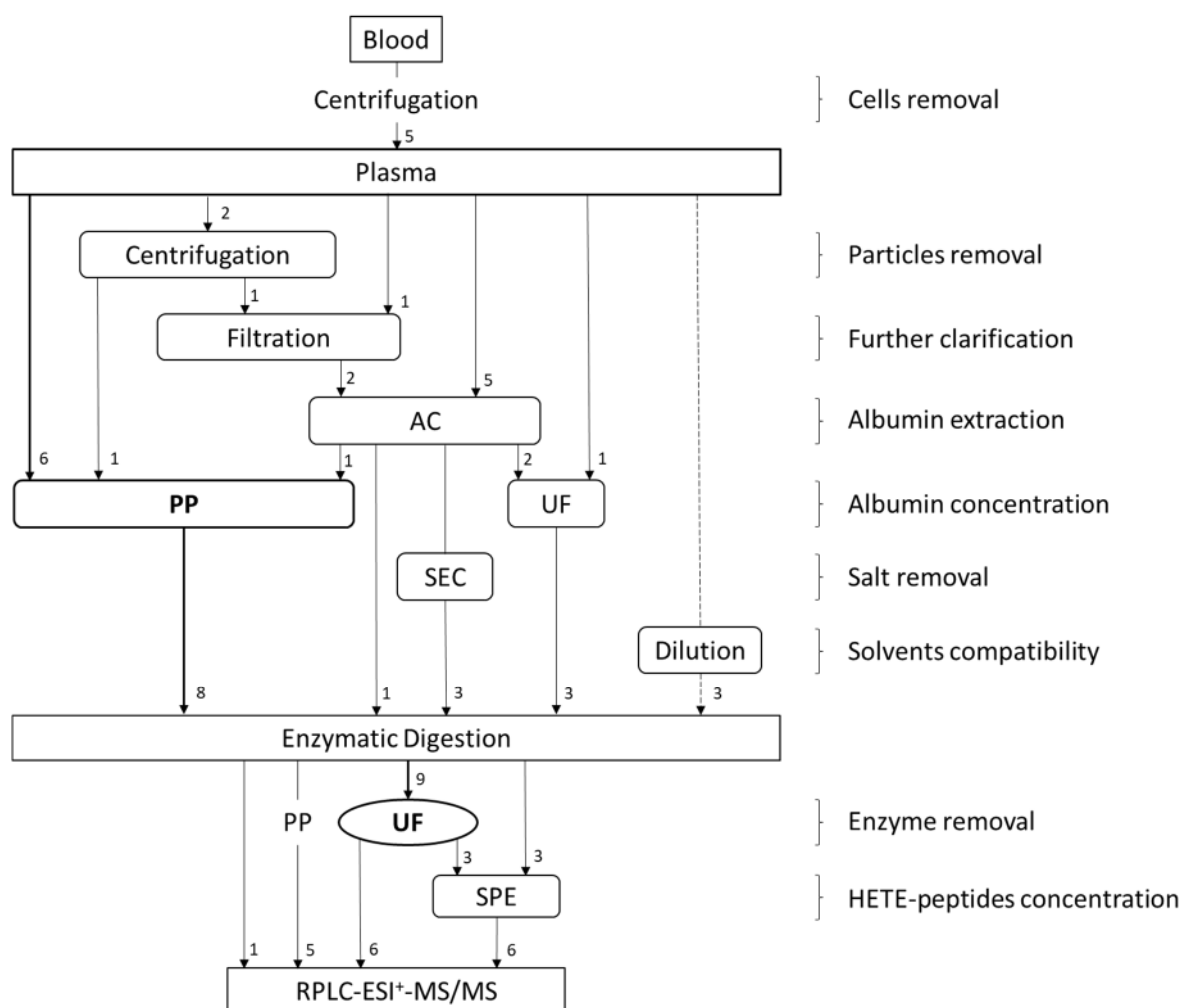 Blood
Centrifugation
Cells removal
5
Plasma
2
Centrifugation
Particles removal
1
1
Filtration
Further clarification
2
5
AC
Albumin extraction
6
1
1
2
1
PP
UF
Albumin concentration
SEC
Salt removal
Dilution
Solvents compatibility
8
1
3
3
3
Enzymatic Digestion
9
PP
UF
Enzyme removal
3
3
SPE
HETE-peptides concentration
1
5
6
6
RPLC-ESI⁺-MS/MS